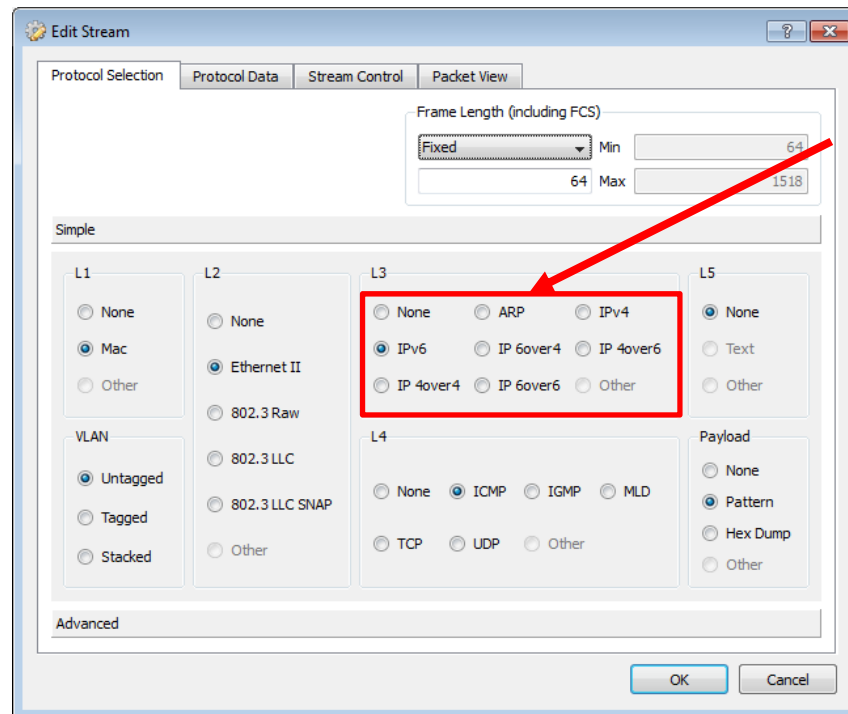 Edit Stream
Protocol Selection Protocol Data Stream Control Packet View
Frame Length (including FCS)
Fixed Min 64
64 Max 1518
Simple
L1
None
Mac
Other
VLAN
Untagged
Tagged
Stacked
L2
None
Ethernet II
802.3 Raw
802.3 LLC
802.3 LLC SNAP
Other
L3
None ARP IPv4
IPv6 IP 6over4 IP 4over6
IP 4over4 IP 6over6 Other
L4
None ICMP IGMP MLD
TCP UDP Other
L5
None
Text
Other
Payload
None
Pattern
Hex Dump
Other
Advanced
OK Cancel